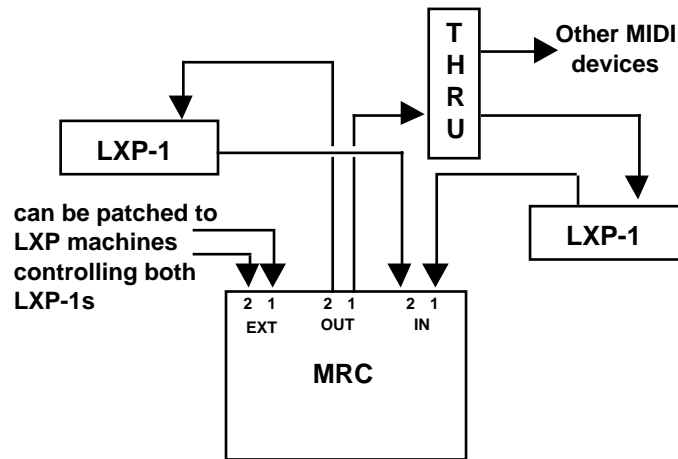 T
H
R
U
Other MIDI
devices
LXP-1
can be patched to
LXP machines
controlling both
LXP-1s
LXP-1
2 1
EXT
2 1
OUT
2 1
IN
MRC